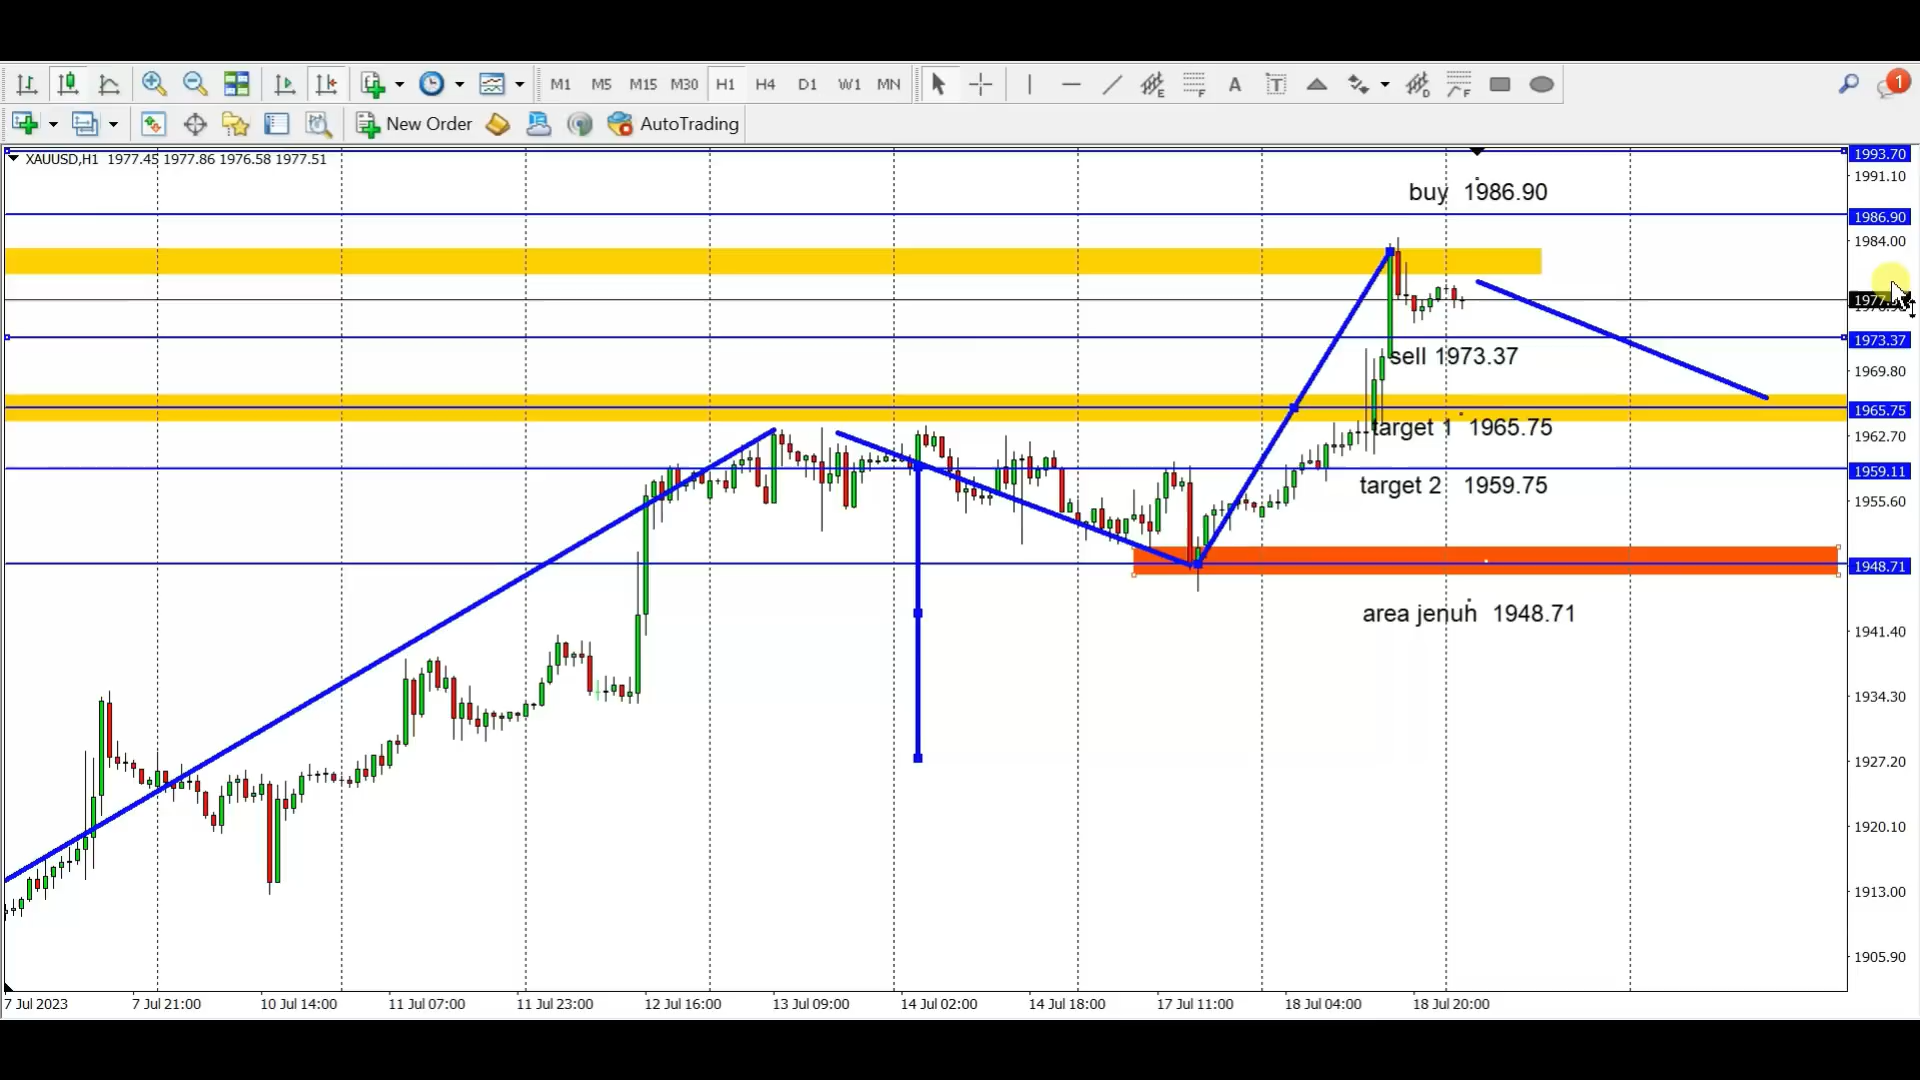 M1 M5 M15 M30 H1 H4 D1 W1 MN A T 1
New Order AutoTrading
XAUUSD,H1 1977.45 1977.86 1976.58 1977.51
1993.70
1991.10
buy 1986.90
1986.90
1984.00
1973.37
sell 1973.37
1969.80
1965.75
target 1 1965.75
1962.70
1959.11
target 2 1959.75
1955.60
1948.71
area jenuh 1948.71
1941.40
1934.30
1927.20
1920.10
1913.00
1905.90
7 Jul 2023 7 Jul 21:00 10 Jul 14:00 11 Jul 07:00 11 Jul 23:00 12 Jul 16:00 13 Jul 09:00 14 Jul 02:00 14 Jul 18:00 17 Jul 11:00 18 Jul 04:00 18 Jul 20:00